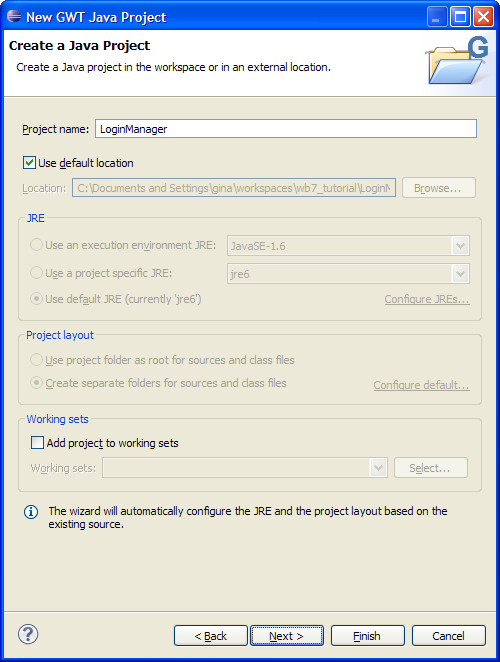 New GWT Java Project
Create a Java Project
Create a Java project in the workspace or in an external location.
G
Project name: LoginManager
Use default location
Location: C:\Documents and Settings\gina\workspaces\wb7_tutorial\LoginM Browse...
JRE
Use an execution environment JRE: JavaSE-1.6
Use a project specific JRE: jre6
Use default JRE (currently 'jre6') Configure JREs...
Project layout
Use project folder as root for sources and class files
Create separate folders for sources and class files Configure default...
Working sets
Add project to working sets
Working sets: Select...
The wizard will automatically configure the JRE and the project layout based on the
existing source.
? < Back Next > Finish Cancel